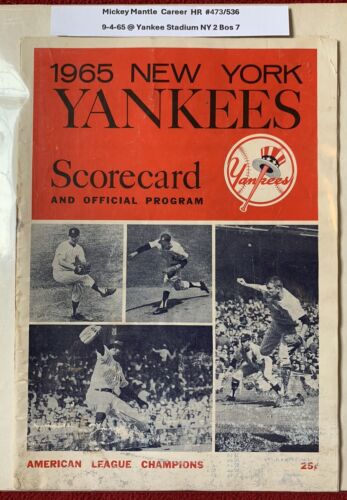 Mickey Mantle Career HR #473/536
9-4-65 @ Yankee Stadium NY 2 Bos 7
1965 NEW YORK
YANKEES
Scorecard
AND OFFICIAL PROGRAM
Yankees
AMERICAN LEAGUE CHAMPIONS
25¢